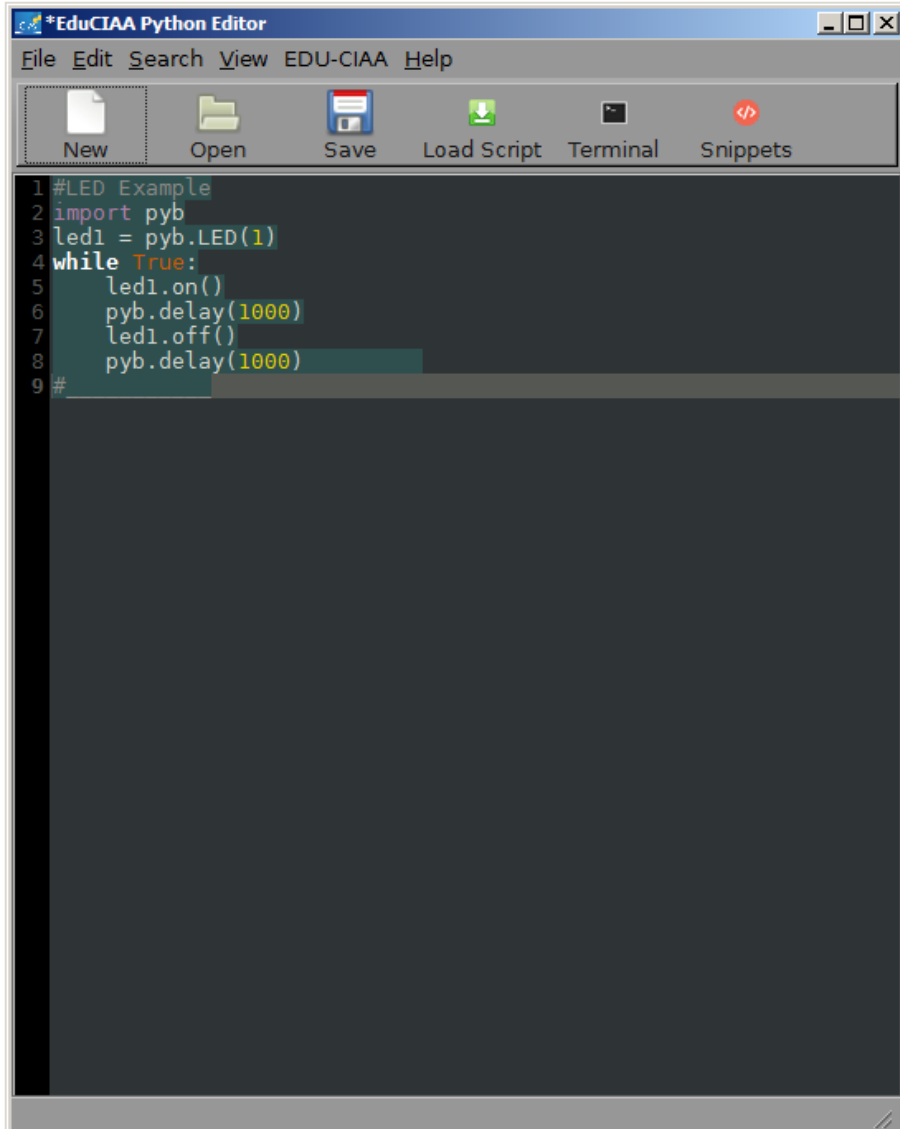 *EduCIAA Python Editor
File Edit Search View EDU-CIAA Help
New Open Save Load Script Terminal Snippets
1 #LED Example
2 import pyb
3 led1 = pyb.LED(1)
4 while True:
5     led1.on()
6     pyb.delay(1000)
7     led1.off()
8     pyb.delay(1000)
9 #___________